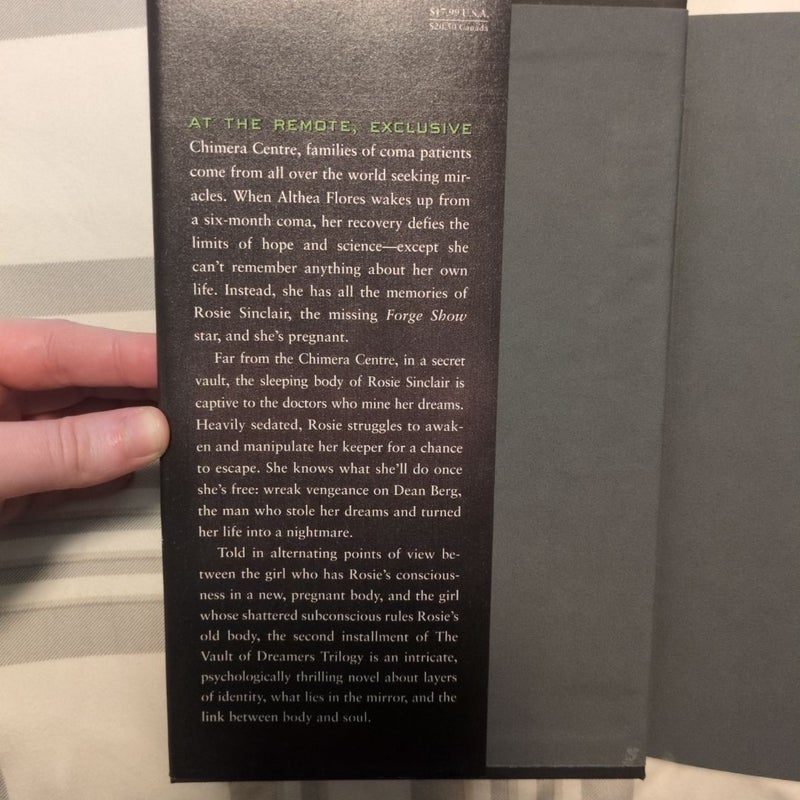 $17.99 U.S.A.
$20.50 Canada
AT THE REMOTE, EXCLUSIVE
Chimera Centre, families of coma patients
come from all over the world seeking mir-
acles. When Althea Flores wakes up from
a six-month coma, her recovery defies the
limits of hope and science—except she
can't remember anything about her own
life. Instead, she has all the memories of
Rosie Sinclair, the missing Forge Show
star, and she's pregnant.
Far from the Chimera Centre, in a secret
vault, the sleeping body of Rosie Sinclair is
captive to the doctors who mine her dreams.
Heavily sedated, Rosie struggles to awak-
en and manipulate her keeper for a chance
to escape. She knows what she'll do once
she's free: wreak vengeance on Dean Berg,
the man who stole her dreams and turned
her life into a nightmare.
Told in alternating points of view be-
tween the girl who has Rosie's conscious-
ness in a new, pregnant body, and the girl
whose shattered subconscious rules Rosie's
old body, the second installment of The
Vault of Dreamers Trilogy is an intricate,
psychologically thrilling novel about layers
of identity, what lies in the mirror, and the
link between body and soul.